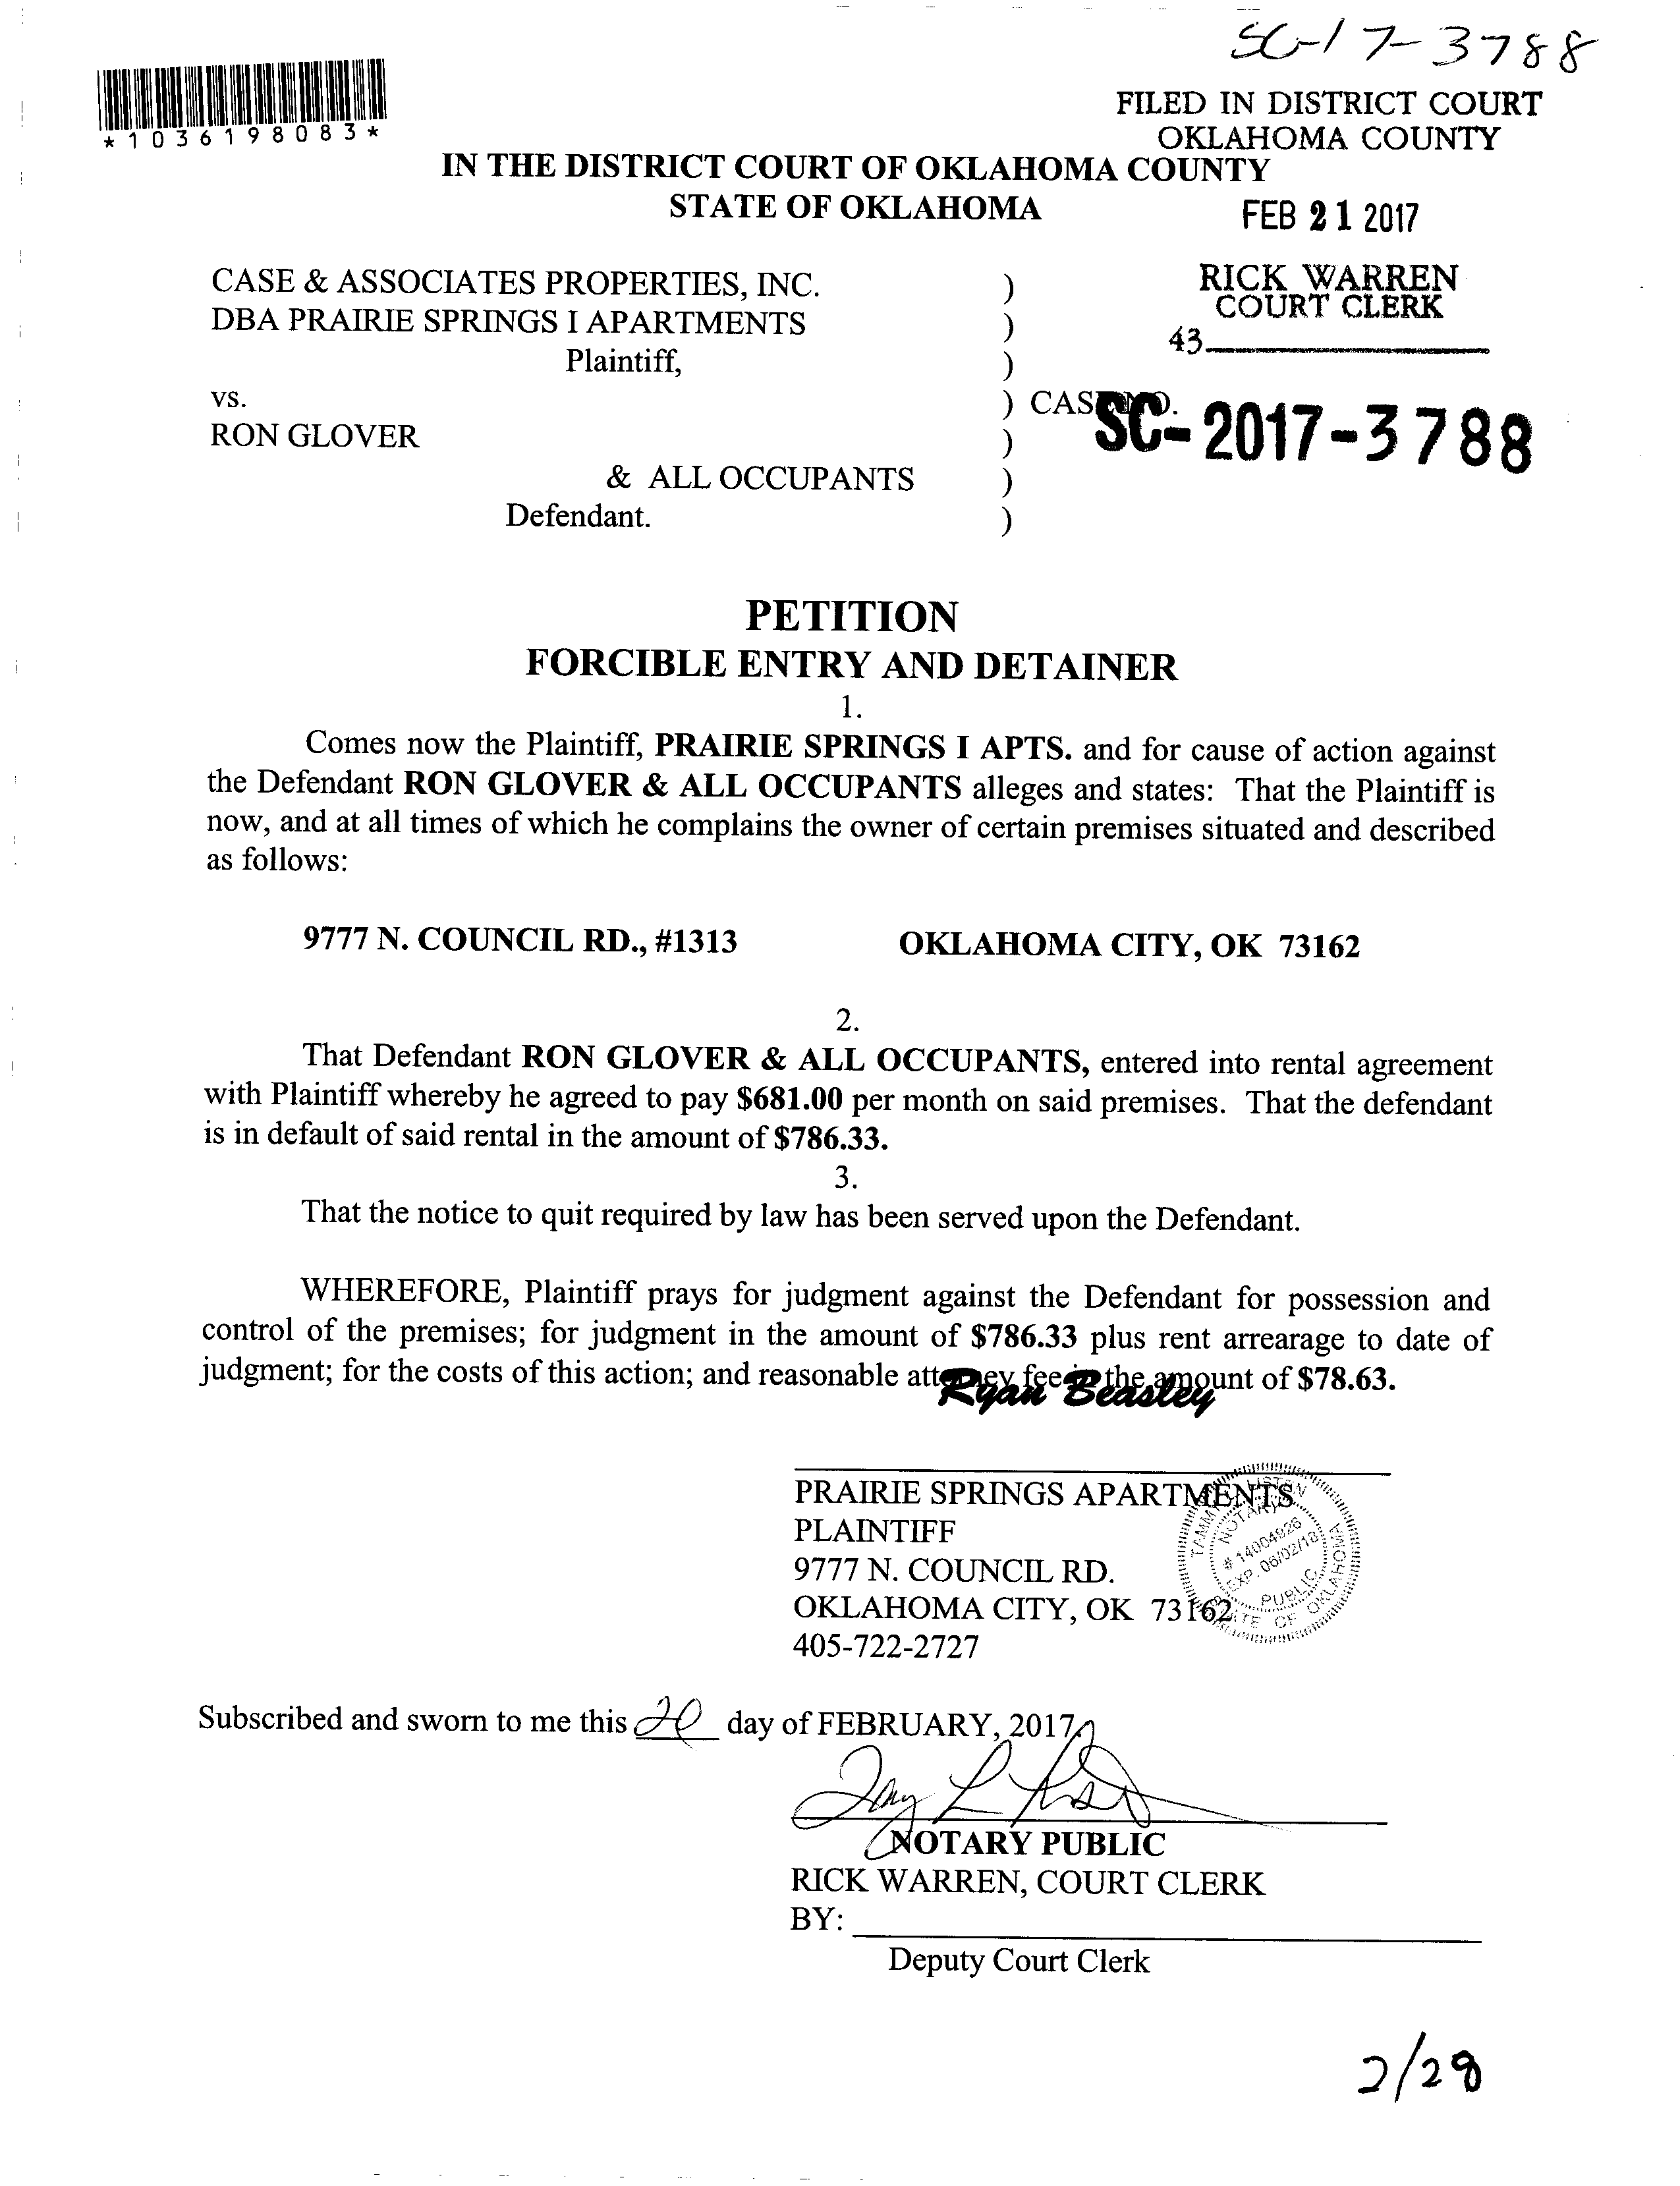 SC-17-3788
*1036198083*
FILED IN DISTRICT COURT
OKLAHOMA COUNTY
IN THE DISTRICT COURT OF OKLAHOMA COUNTY
STATE OF OKLAHOMA
FEB 21 2017
RICK WARREN
COURT CLERK
43
CASE & ASSOCIATES PROPERTIES, INC. )
DBA PRAIRIE SPRINGS I APARTMENTS )
Plaintiff, )
vs. ) CASE NO.
SC-2017-3788
RON GLOVER )
& ALL OCCUPANTS )
Defendant. )
PETITION
FORCIBLE ENTRY AND DETAINER
1.
Comes now the Plaintiff, PRAIRIE SPRINGS I APTS. and for cause of action against
the Defendant RON GLOVER & ALL OCCUPANTS alleges and states: That the Plaintiff is
now, and at all times of which he complains the owner of certain premises situated and described
as follows:
9777 N. COUNCIL RD., #1313 OKLAHOMA CITY, OK 73162
2.
That Defendant RON GLOVER & ALL OCCUPANTS, entered into rental agreement
with Plaintiff whereby he agreed to pay $681.00 per month on said premises. That the defendant
is in default of said rental in the amount of $786.33.
3.
That the notice to quit required by law has been served upon the Defendant.
WHEREFORE, Plaintiff prays for judgment against the Defendant for possession and
control of the premises; for judgment in the amount of $786.33 plus rent arrearage to date of
judgment; for the costs of this action; and reasonable attorney fee in the amount of $78.63.
Ryan Beasley
PRAIRIE SPRINGS APARTMENTS
PLAINTIFF
9777 N. COUNCIL RD.
OKLAHOMA CITY, OK 73162
405-722-2727
NOTARY
# 14004926
EXP. 06/02/18
PUBLIC
STATE OF OKLAHOMA
Subscribed and sworn to me this 20 day of FEBRUARY, 2017.
NOTARY PUBLIC
RICK WARREN, COURT CLERK
BY:
Deputy Court Clerk
2/28